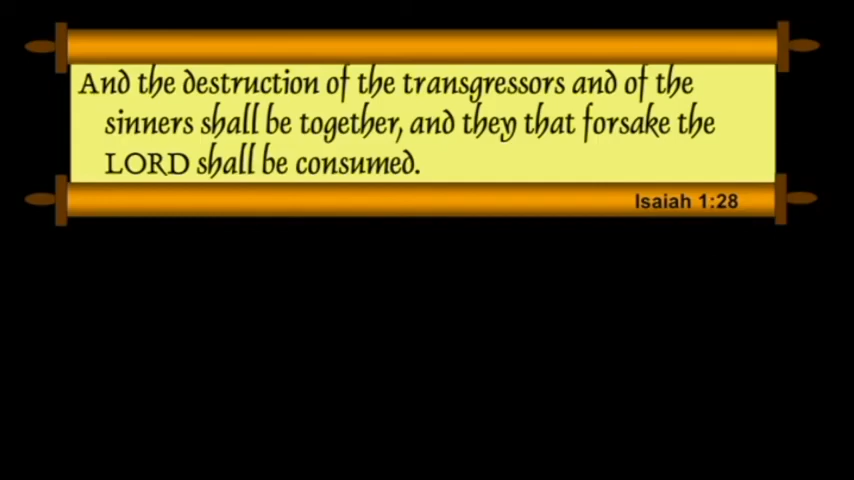 And the destruction of the transgressors and of the
sinners shall be together, and they that forsake the
LORD shall be consumed.
Isaiah 1:28